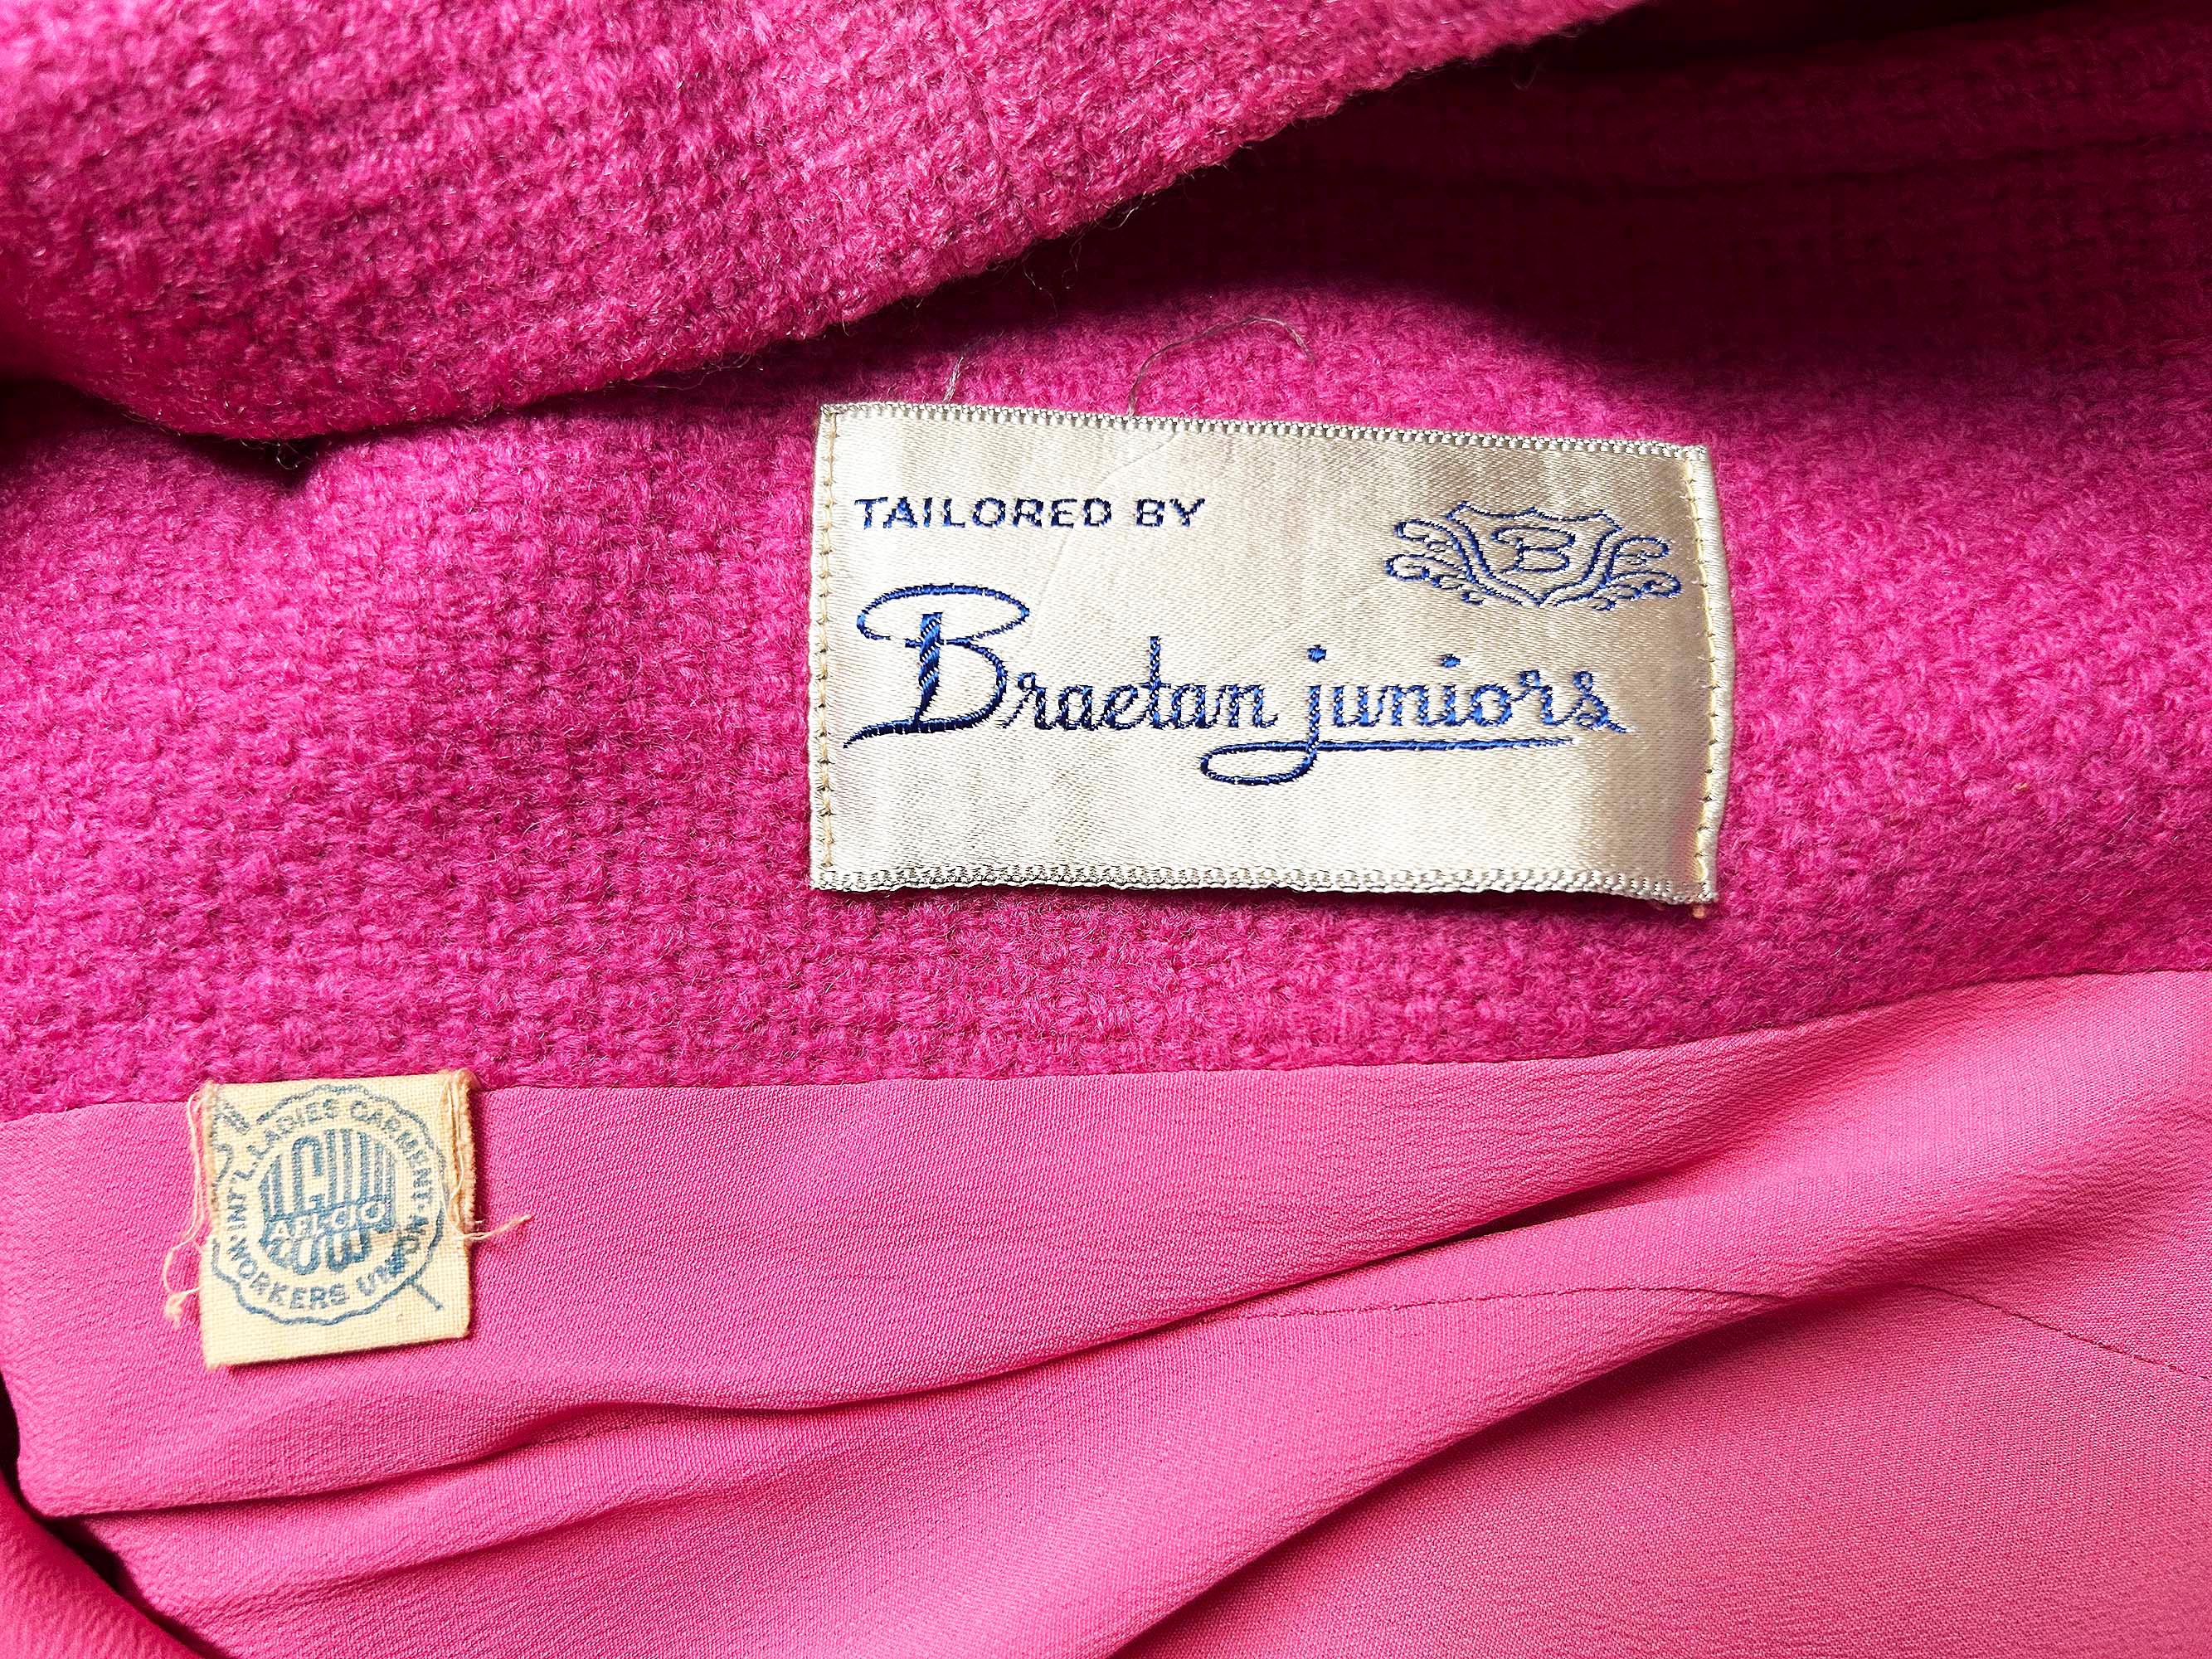 TAILORED BY
B
Braetan juniors
INT'L LADIES GARMENT WORKERS UNION
ILGWU
AFL-CIO